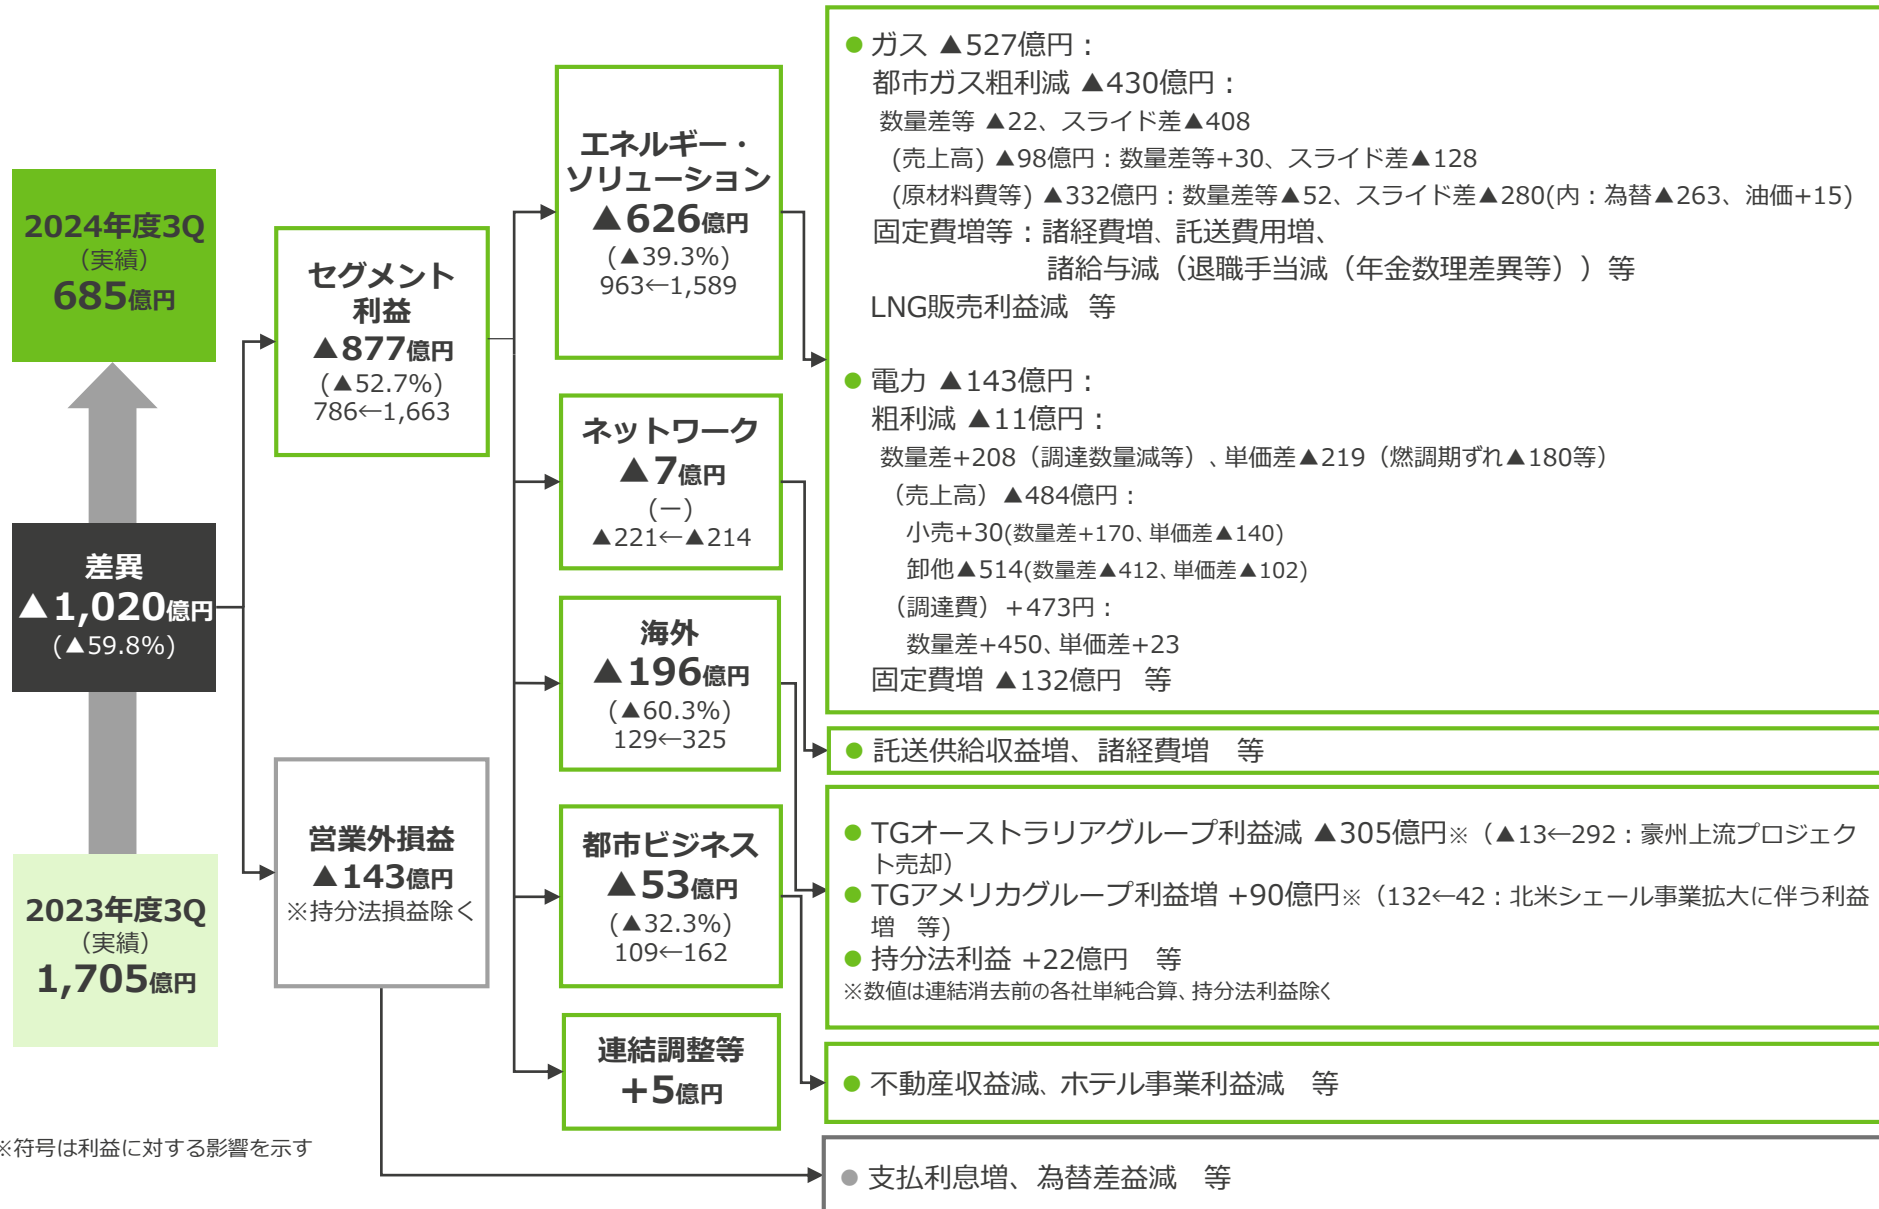 2024年度3Q
（実績）
685億円
差異
▲1,020億円
(▲59.8%)
2023年度3Q
（実績）
1,705億円
※符号は利益に対する影響を示す
セグメント
利益
▲877億円
(▲52.7%)
786←1,663
営業外損益
▲143億円
※持分法損益除く
エネルギー・
ソリューション
▲626億円
(▲39.3%)
963←1,589
ネットワーク
▲7億円
(－)
▲221←▲214
海外
▲196億円
(▲60.3%)
129←325
都市ビジネス
▲53億円
(▲32.3%)
109←162
連結調整等
+5億円
● ガス ▲527億円：
都市ガス粗利減 ▲430億円：
数量差等 ▲22、スライド差▲408
(売上高) ▲98億円：数量差等+30、スライド差▲128
(原材料費等) ▲332億円：数量差等▲52、スライド差▲280(内：為替▲263、油価+15)
固定費増等：諸経費増、託送費用増、
諸給与減（退職手当減（年金数理差異等））等
LNG販売利益減　等
● 電力 ▲143億円：
粗利減 ▲11億円：
数量差+208（調達数量減等）、単価差▲219（燃調期ずれ▲180等）
（売上高）▲484億円：
小売+30(数量差+170、単価差▲140)
卸他▲514(数量差▲412、単価差▲102)
（調達費）+473円：
数量差+450、単価差+23
固定費増 ▲132億円　等
● 託送供給収益増、諸経費増　等
● TGオーストラリアグループ利益減 ▲305億円※（▲13←292：豪州上流プロジェク
ト売却）
● TGアメリカグループ利益増 +90億円※（132←42：北米シェール事業拡大に伴う利益
増　等)
● 持分法利益 +22億円　等
※数値は連結消去前の各社単純合算、持分法利益除く
● 不動産収益減、ホテル事業利益減　等
● 支払利息増、為替差益減　等